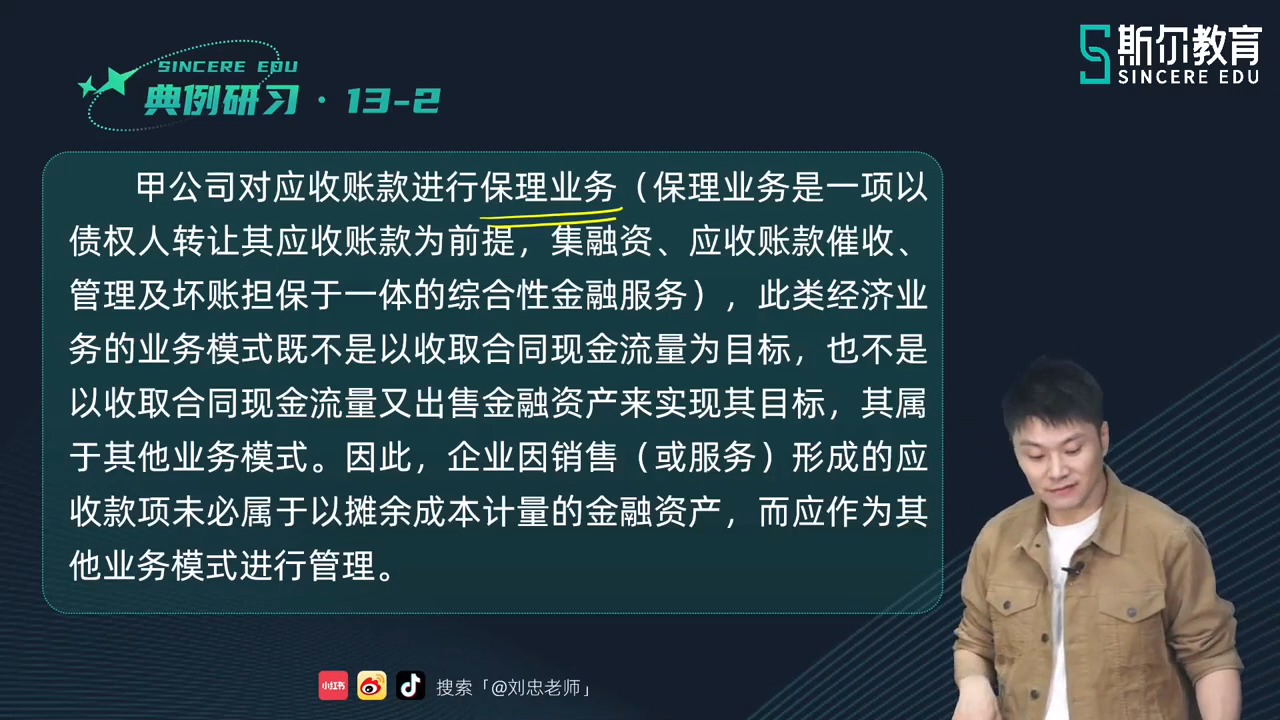 斯尔教育
SINCERE EDU
SINCERE EDU
典例研习·13-2
甲公司对应收账款进行保理业务（保理业务是一项以
债权人转让其应收账款为前提，集融资、应收账款催收、
管理及坏账担保于一体的综合性金融服务），此类经济业
务的业务模式既不是以收取合同现金流量为目标，也不是
以收取合同现金流量又出售金融资产来实现其目标，其属
于其他业务模式。因此，企业因销售（或服务）形成的应
收款项未必属于以摊余成本计量的金融资产，而应作为其
他业务模式进行管理。
小红书 搜索「@刘忠老师」